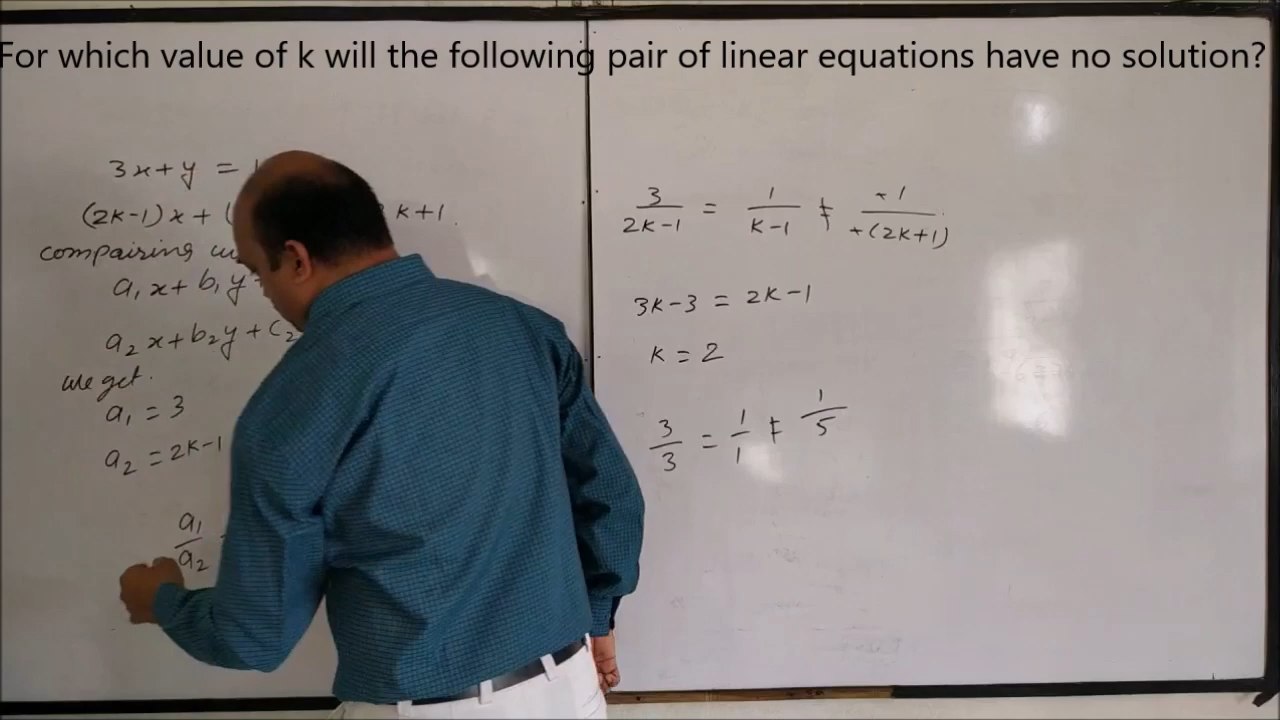 For which value of k will the following pair of linear equations have no solution?
3x+y =
(2k-1)x + ( k+1.
compairing
a₁x+b₁y
a₂x+b₂y+c₂
we get.
a₁ = 3
a₂ = 2k-1
a₁/a₂
3/(2k-1) = 1/(k-1) ≠ +1/+(2k+1)
3k-3 = 2k-1
k = 2
3/3 = 1/1 ≠ 1/5